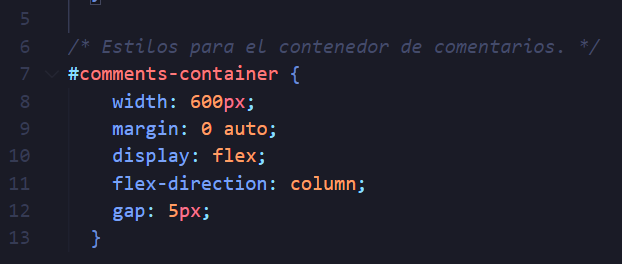 5
6 /* Estilos para el contenedor de comentarios. */
7 #comments-container {
8 width: 600px;
9 margin: 0 auto;
10 display: flex;
11 flex-direction: column;
12 gap: 5px;
13 }